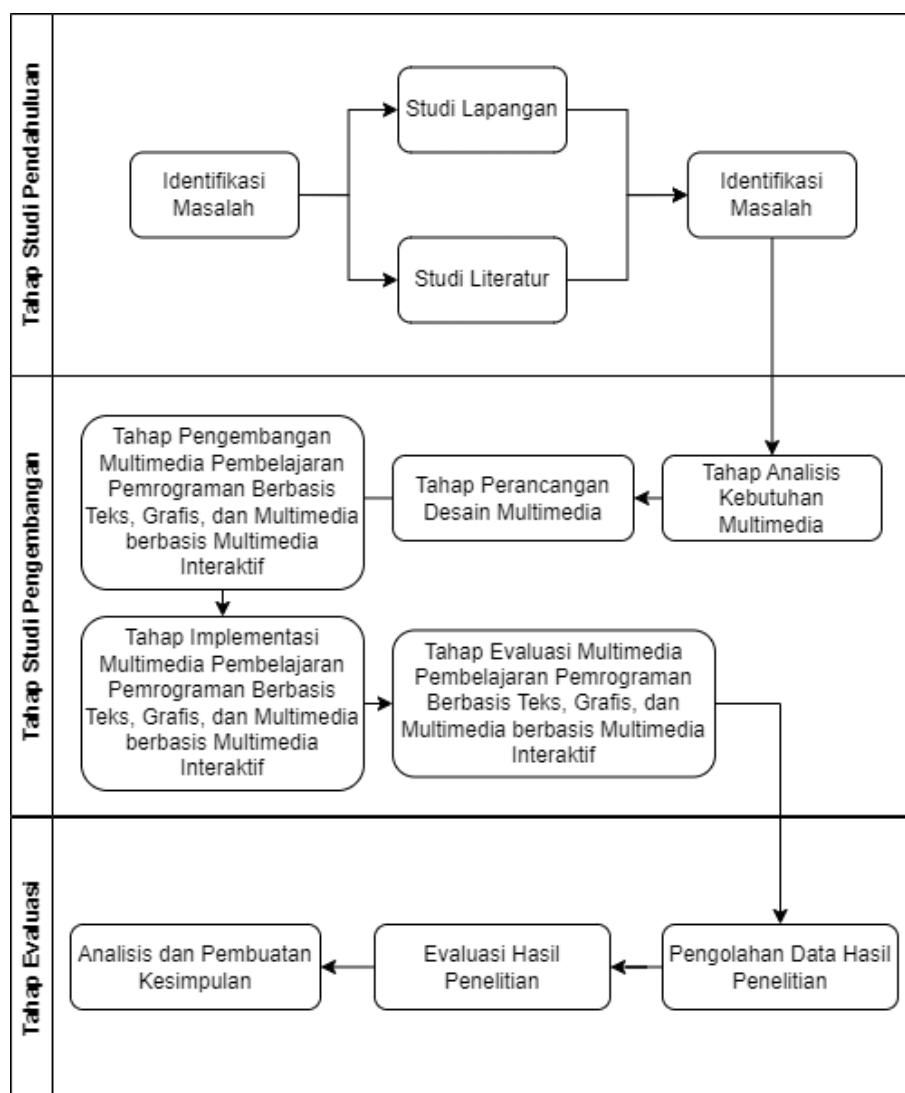 Tahap Studi Pendahuluan
Identifikasi
Masalah
Studi Lapangan
Studi Literatur
Identifikasi
Masalah
Tahap Studi Pengembangan
Tahap Analisis
Kebutuhan
Multimedia
Tahap Perancangan
Desain Multimedia
Tahap Pengembangan
Multimedia Pembelajaran
Pemrograman Berbasis
Teks, Grafis, dan Multimedia
berbasis Multimedia
Interaktif
Tahap Implementasi
Multimedia Pembelajaran
Pemrograman Berbasis
Teks, Grafis, dan Multimedia
berbasis Multimedia
Interaktif
Tahap Evaluasi Multimedia
Pembelajaran Pemrograman
Berbasis Teks, Grafis, dan
Multimedia berbasis Multimedia
Interaktif
Tahap Evaluasi
Pengolahan Data Hasil
Penelitian
Evaluasi Hasil
Penelitian
Analisis dan Pembuatan
Kesimpulan